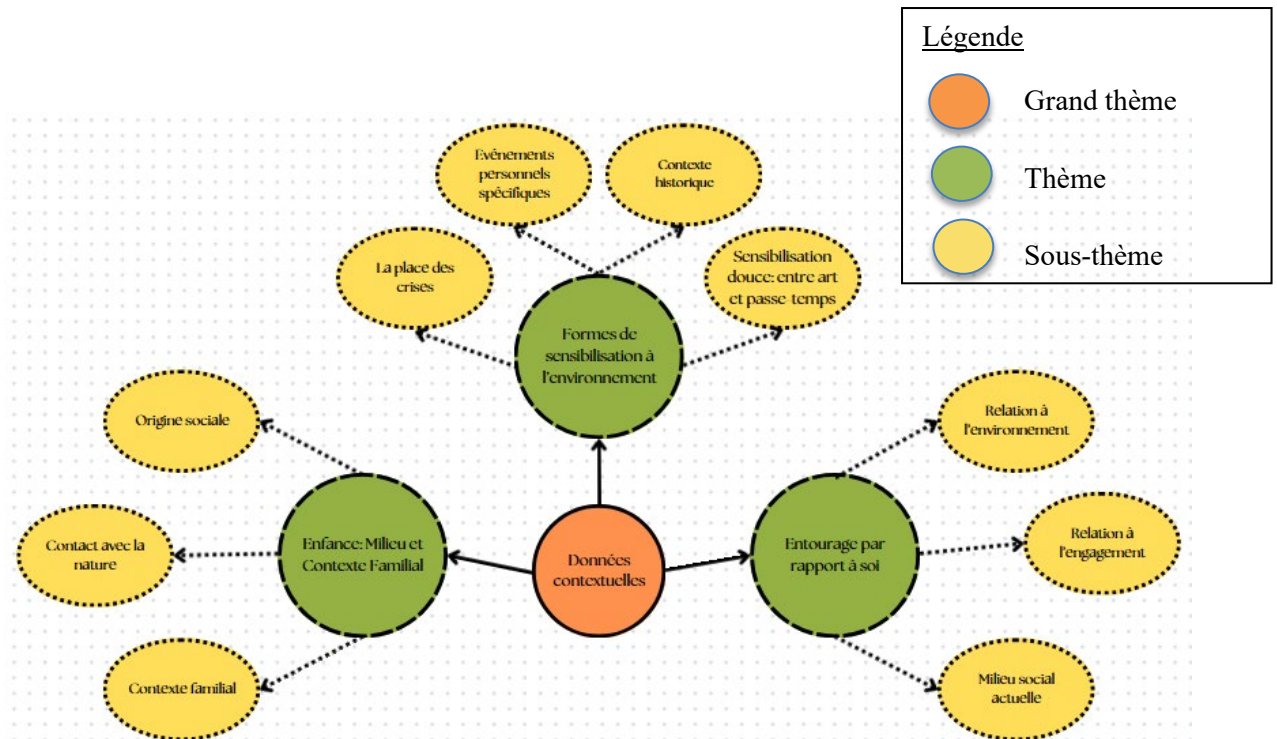 Légende
Grand thème
Thème
Sous-thème
Evênements
personnels
spécifiques
Contexte
historique
La place des
crises
Sensibilisation
douce: entre art
et passe-temps
Formes de
sensibilisation à
l'environnement
Origine sociale
Relation à
l'environnement
Contact avec la
nature
Enfance: Milieu et
Contexte Familial
Données
contextuelles
Entourage par
rapport à soi
Relation à
l'engagement
Contexte familial
Milieu social
actuelle